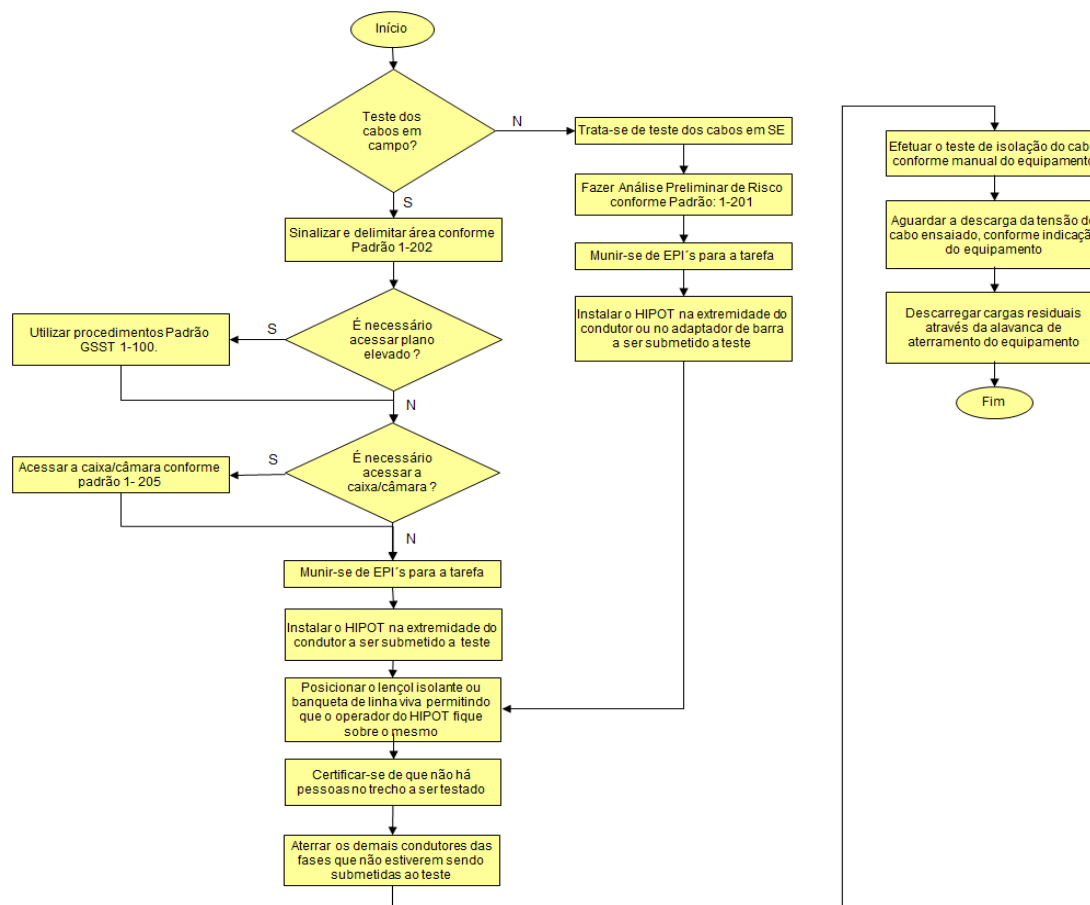 Início
Teste dos
cabos em
campo?
N
S
Trata-se de teste dos cabos em SE
Fazer Análise Preliminar de Risco
conforme Padrão: 1-201
Munir-se de EPI´s para a tarefa
Instalar o HIPOT na extremidade do
condutor ou no adaptador de barra
a ser submetido a teste
Sinalizar e delimitar área conforme
Padrão 1-202
É necessário
acessar plano
elevado ?
S
Utilizar procedimentos Padrão
GSST 1-100.
N
É necessário
acessar a
caixa/câmara ?
S
Acessar a caixa/câmara conforme
padrão 1- 205
N
Munir-se de EPI´s para a tarefa
Instalar o HIPOT na extremidade do
condutor a ser submetido a teste
Posicionar o lençol isolante ou
banqueta de linha viva permitindo
que o operador do HIPOT fique
sobre o mesmo
Certificar-se de que não há
pessoas no trecho a ser testado
Aterrar os demais condutores das
fases que não estiverem sendo
submetidas ao teste
Efetuar o teste de isolação do cab
conforme manual do equipamento
Aguardar a descarga da tensão do
cabo ensaiado, conforme indicaçã
do equipamento
Descarregar cargas residuais
através da alavanca de
aterramento do equipamento
Fim